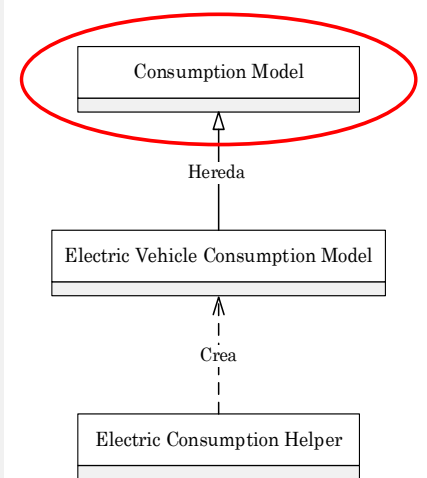 Consumption Model
Hereda
Electric Vehicle Consumption Model
Crea
Electric Consumption Helper